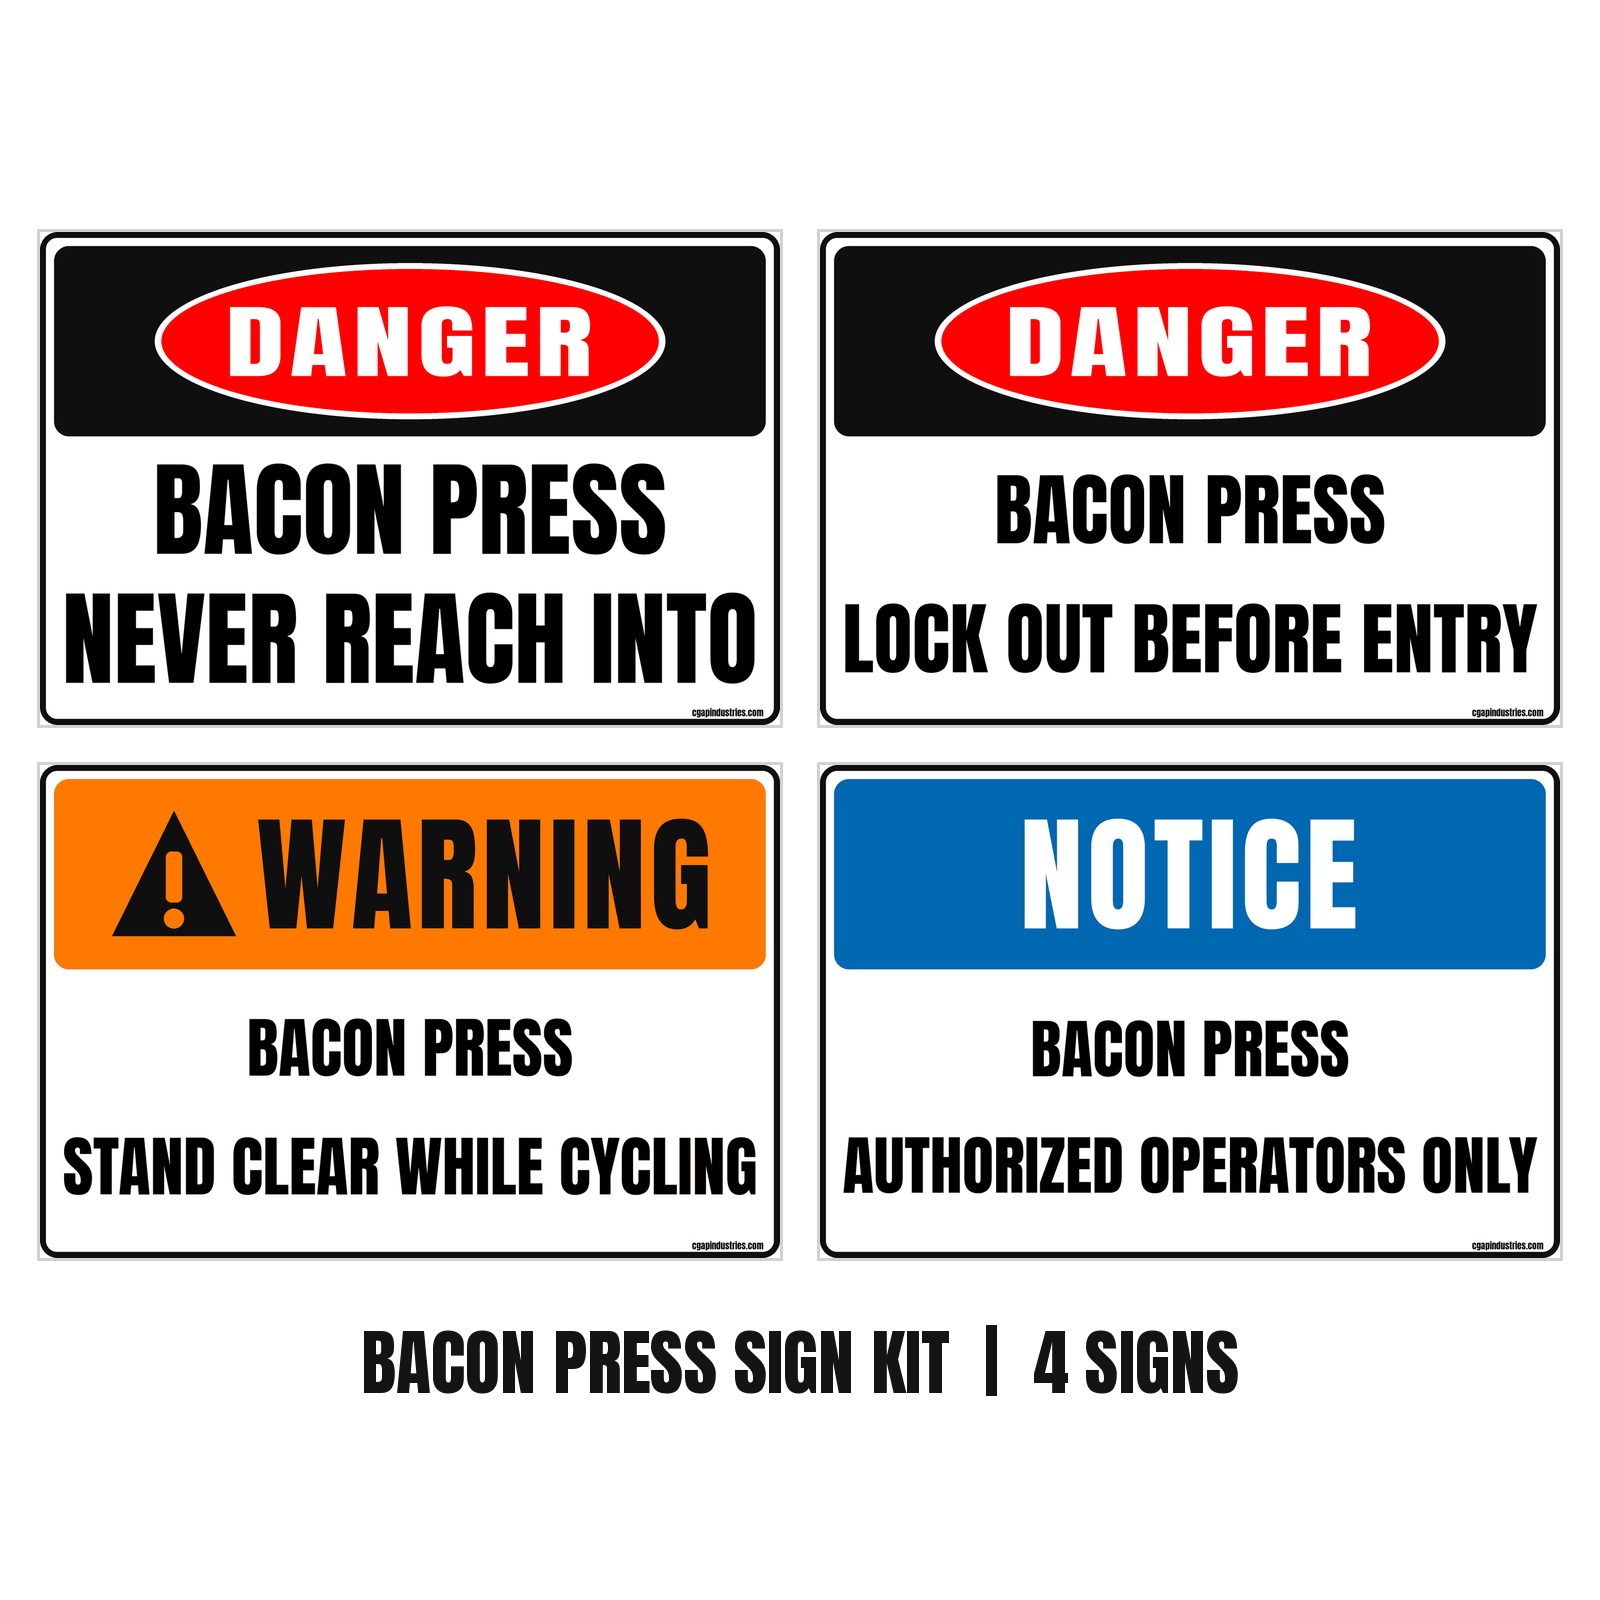 DANGER
BACON PRESS
NEVER REACH INTO
cgapindustries.com
DANGER
BACON PRESS
LOCK OUT BEFORE ENTRY
cgapindustries.com
WARNING
BACON PRESS
STAND CLEAR WHILE CYCLING
cgapindustries.com
NOTICE
BACON PRESS
AUTHORIZED OPERATORS ONLY
cgapindustries.com
BACON PRESS SIGN KIT | 4 SIGNS